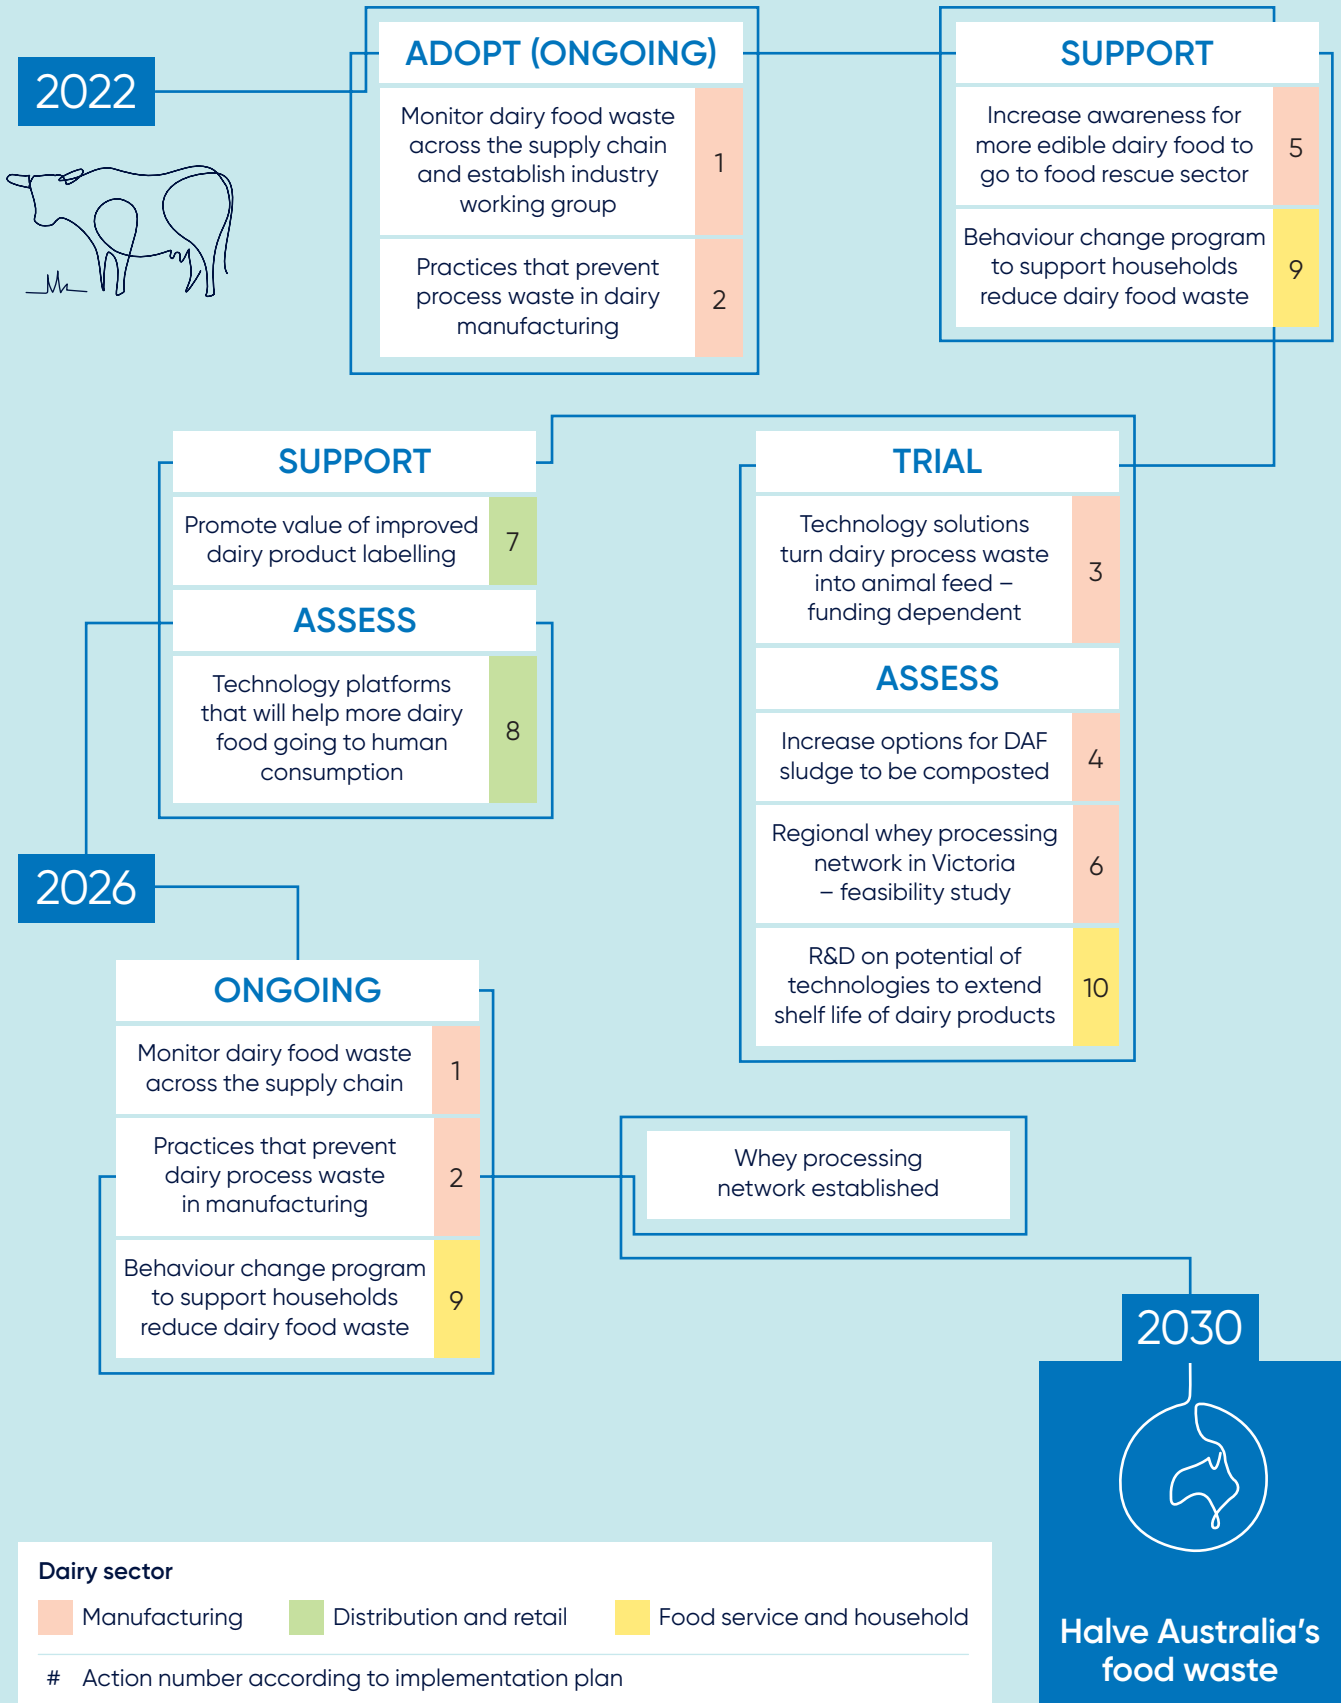 2022
ADOPT (ONGOING)
Monitor dairy food waste
across the supply chain
and establish industry
working group
1
Practices that prevent
process waste in dairy
manufacturing
2
SUPPORT
Increase awareness for
more edible dairy food to
go to food rescue sector
5
Behaviour change program
to support households
reduce dairy food waste
9
TRIAL
Technology solutions
turn dairy process waste
into animal feed –
funding dependent
3
ASSESS
Increase options for DAF
sludge to be composted
4
Regional whey processing
network in Victoria
– feasibility study
6
R&D on potential of
technologies to extend
shelf life of dairy products
10
SUPPORT
Promote value of improved
dairy product labelling
7
ASSESS
Technology platforms
that will help more dairy
food going to human
consumption
8
2026
ONGOING
Monitor dairy food waste
across the supply chain
1
Practices that prevent
dairy process waste
in manufacturing
2
Behaviour change program
to support households
reduce dairy food waste
9
Whey processing
network established
2030
Halve Australia's
food waste
Dairy sector
Manufacturing
Distribution and retail
Food service and household
# Action number according to implementation plan